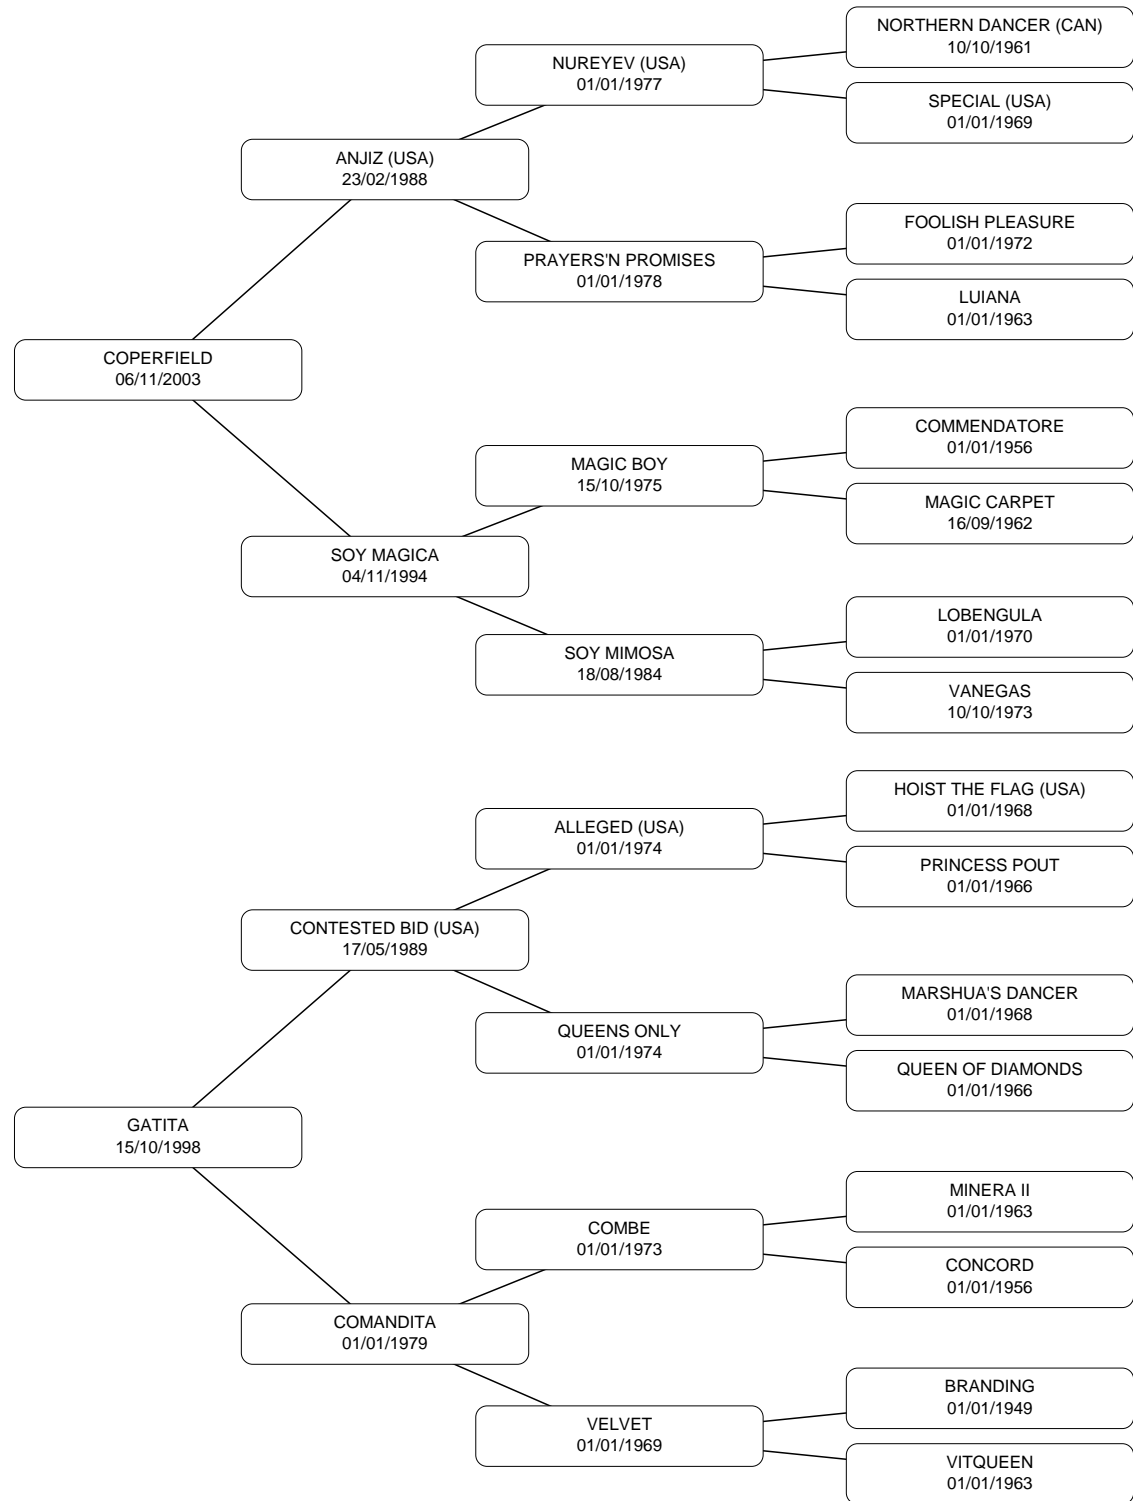 NORTHERN DANCER (CAN)
10/10/1961
NUREYEV (USA)
01/01/1977
SPECIAL (USA)
01/01/1969
ANJIZ (USA)
23/02/1988
FOOLISH PLEASURE
01/01/1972
PRAYERS'N PROMISES
01/01/1978
LUIANA
01/01/1963
COPERFIELD
06/11/2003
COMMENDATORE
01/01/1956
MAGIC BOY
15/10/1975
MAGIC CARPET
16/09/1962
SOY MAGICA
04/11/1994
LOBENGULA
01/01/1970
SOY MIMOSA
18/08/1984
VANEGAS
10/10/1973
HOIST THE FLAG (USA)
01/01/1968
ALLEGED (USA)
01/01/1974
PRINCESS POUT
01/01/1966
CONTESTED BID (USA)
17/05/1989
MARSHUA'S DANCER
01/01/1968
QUEENS ONLY
01/01/1974
QUEEN OF DIAMONDS
01/01/1966
GATITA
15/10/1998
MINERA II
01/01/1963
COMBE
01/01/1973
CONCORD
01/01/1956
COMANDITA
01/01/1979
BRANDING
01/01/1949
VELVET
01/01/1969
VITQUEEN
01/01/1963